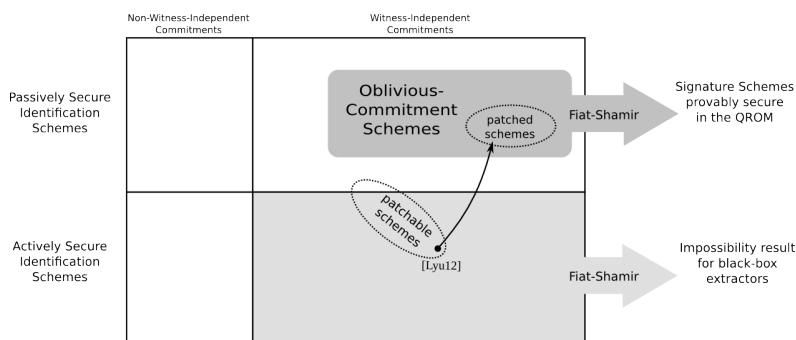 Non-Witness-Independent
Commitments
Witness-Independent
Commitments
Passively Secure
Identification
Schemes
Oblivious-
Commitment
Schemes
patched
schemes
Fiat-Shamir
Signature Schemes
provably secure
in the QROM
patchable
schemes
[Lyu12]
Actively Secure
Identification
Schemes
Fiat-Shamir
Impossibility result
for black-box
extractors